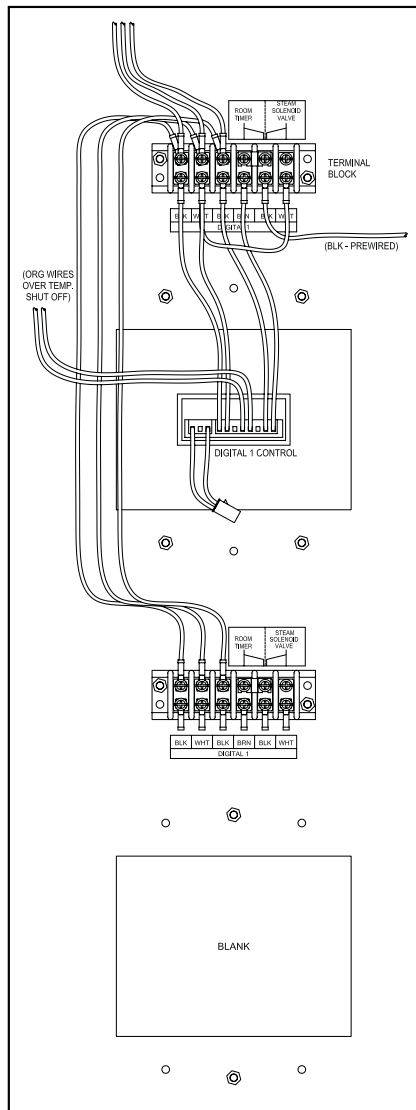 ROOM
TIMER
STEAM
SOLENOID
VALVE
TERMINAL
BLOCK
BLK WHT BLK BRN BLK WHT
DIGITAL 1
(BLK - PREWIRED)
(ORG WIRES
OVER TEMP.
SHUT OFF)
DIGITAL 1 CONTROL
ROOM
TIMER
STEAM
SOLENOID
VALVE
BLK WHT BLK BRN BLK WHT
DIGITAL 1
BLANK